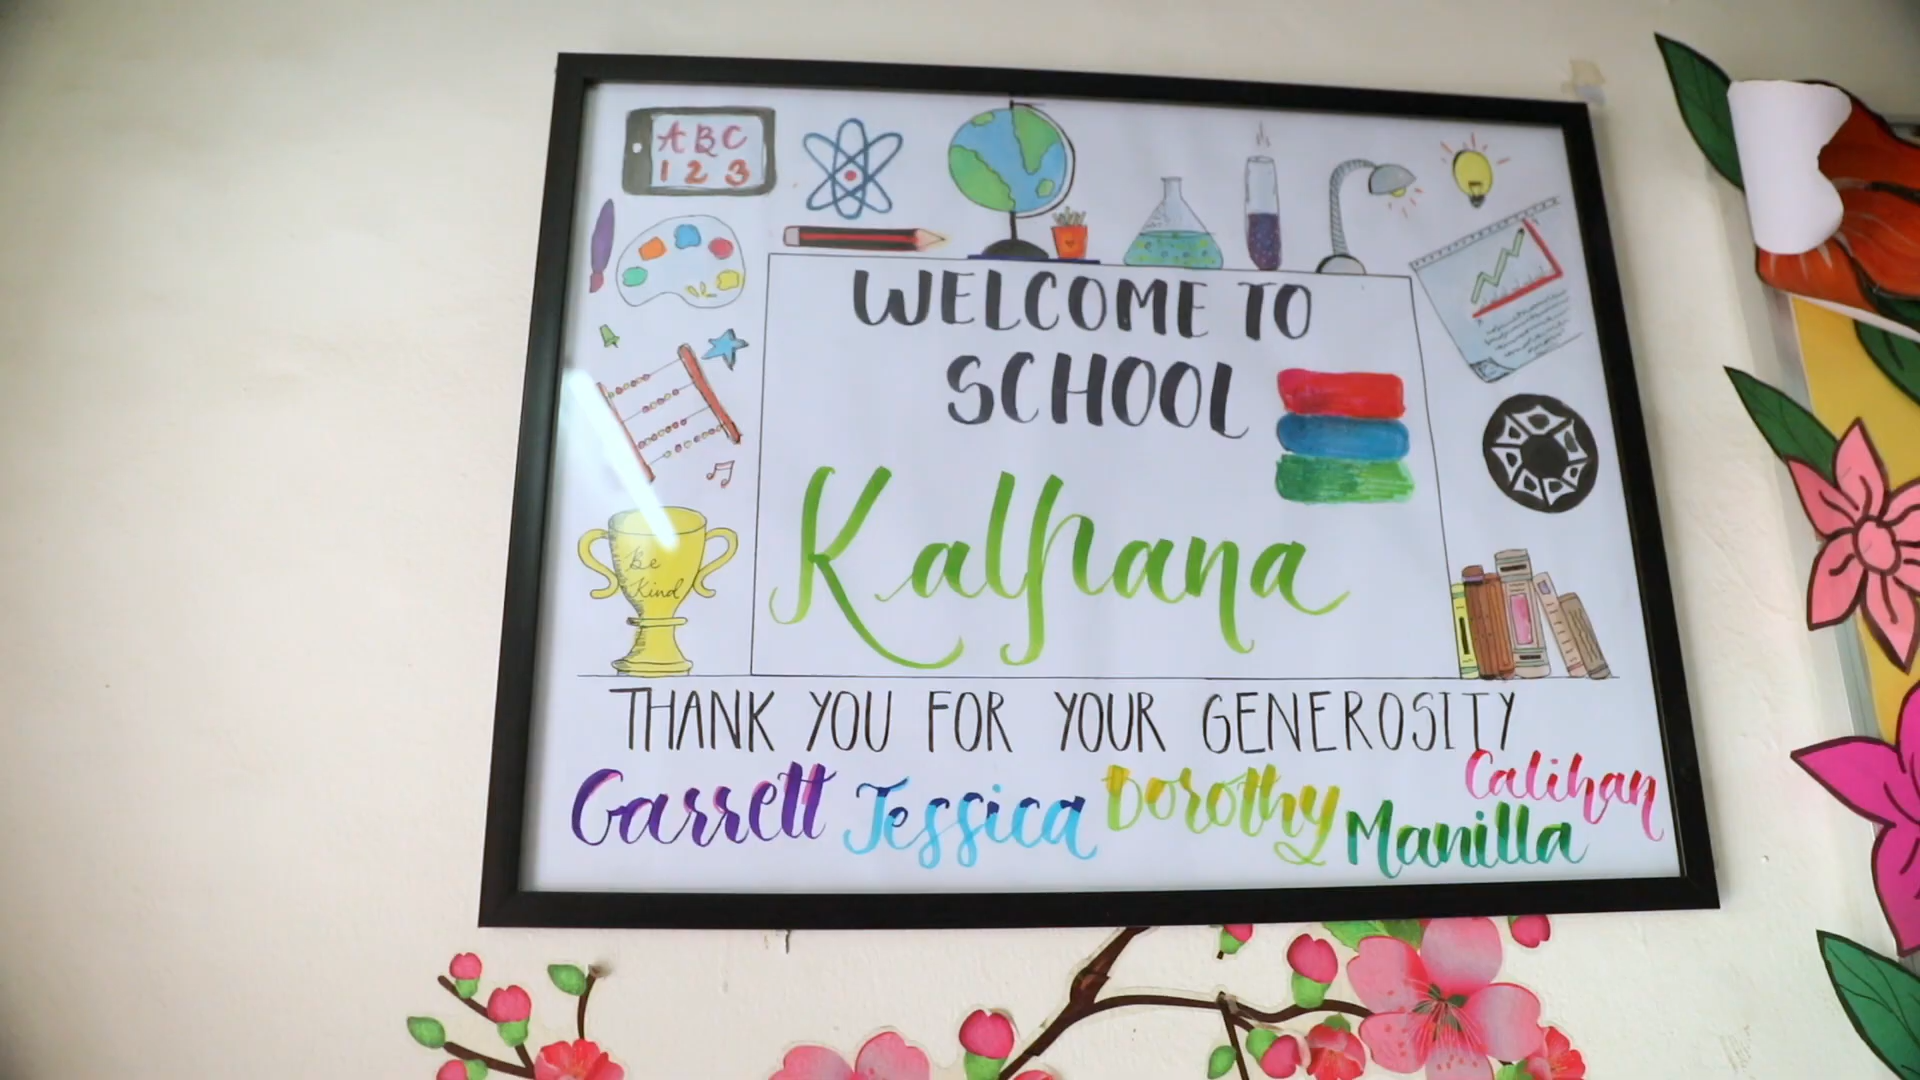 ABC
123
WELCOME TO
SCHOOL
Kalpana
Be
Kind
THANK YOU FOR YOUR GENEROSITY
Garrett Jessica Dorothy Manilla Calihan